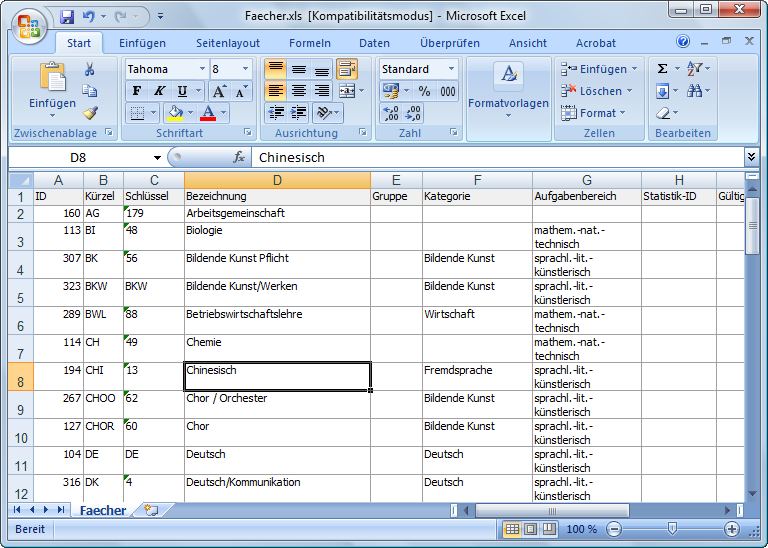 Faecher.xls [Kompatibilitätsmodus] - Microsoft Excel
Start Einfügen Seitenlayout Formeln Daten Überprüfen Ansicht Acrobat
Tahoma 8 Standard Einfügen Σ
Einfügen F K U A A % 000 Formatvorlagen Löschen
A Format
Zwischenablage Schriftart Ausrichtung Zahl Zellen Bearbeiten
D8 fx Chinesisch
A B C D E F G H
1 ID Kürzel Schlüssel Bezeichnung Gruppe Kategorie Aufgabenbereich Statistik-ID Gültig
2 160 AG 179 Arbeitsgemeinschaft
3 113 BI 48 Biologie mathem.-nat.-
technisch
4 307 BK 56 Bildende Kunst Pflicht Bildende Kunst sprachl.-lit.-
künstlerisch
5 323 BKW BKW Bildende Kunst/Werken Bildende Kunst sprachl.-lit.-
künstlerisch
6 289 BWL 88 Betriebswirtschaftslehre Wirtschaft mathem.-nat.-
technisch
7 114 CH 49 Chemie mathem.-nat.-
technisch
8 194 CHI 13 Chinesisch Fremdsprache sprachl.-lit.-
künstlerisch
9 267 CHOO 62 Chor / Orchester Bildende Kunst sprachl.-lit.-
künstlerisch
10 127 CHOR 60 Chor Bildende Kunst sprachl.-lit.-
künstlerisch
11 104 DE DE Deutsch Deutsch sprachl.-lit.-
künstlerisch
12 316 DK 4 Deutsch/Kommunikation Deutsch sprachl.-lit.-
künstlerisch
Faecher
Bereit 100 %